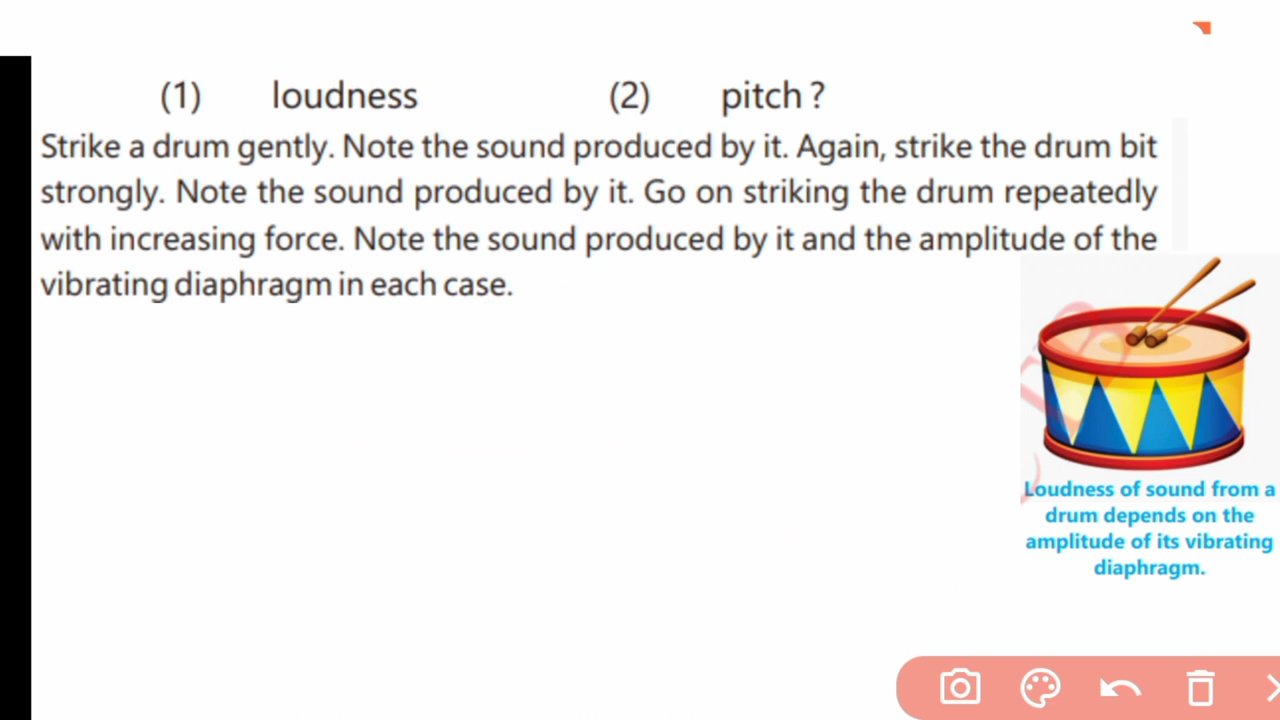 (1) loudness (2) pitch ?
Strike a drum gently. Note the sound produced by it. Again, strike the drum bit
strongly. Note the sound produced by it. Go on striking the drum repeatedly
with increasing force. Note the sound produced by it and the amplitude of the
vibrating diaphragm in each case.
Loudness of sound from a
drum depends on the
amplitude of its vibrating
diaphragm.